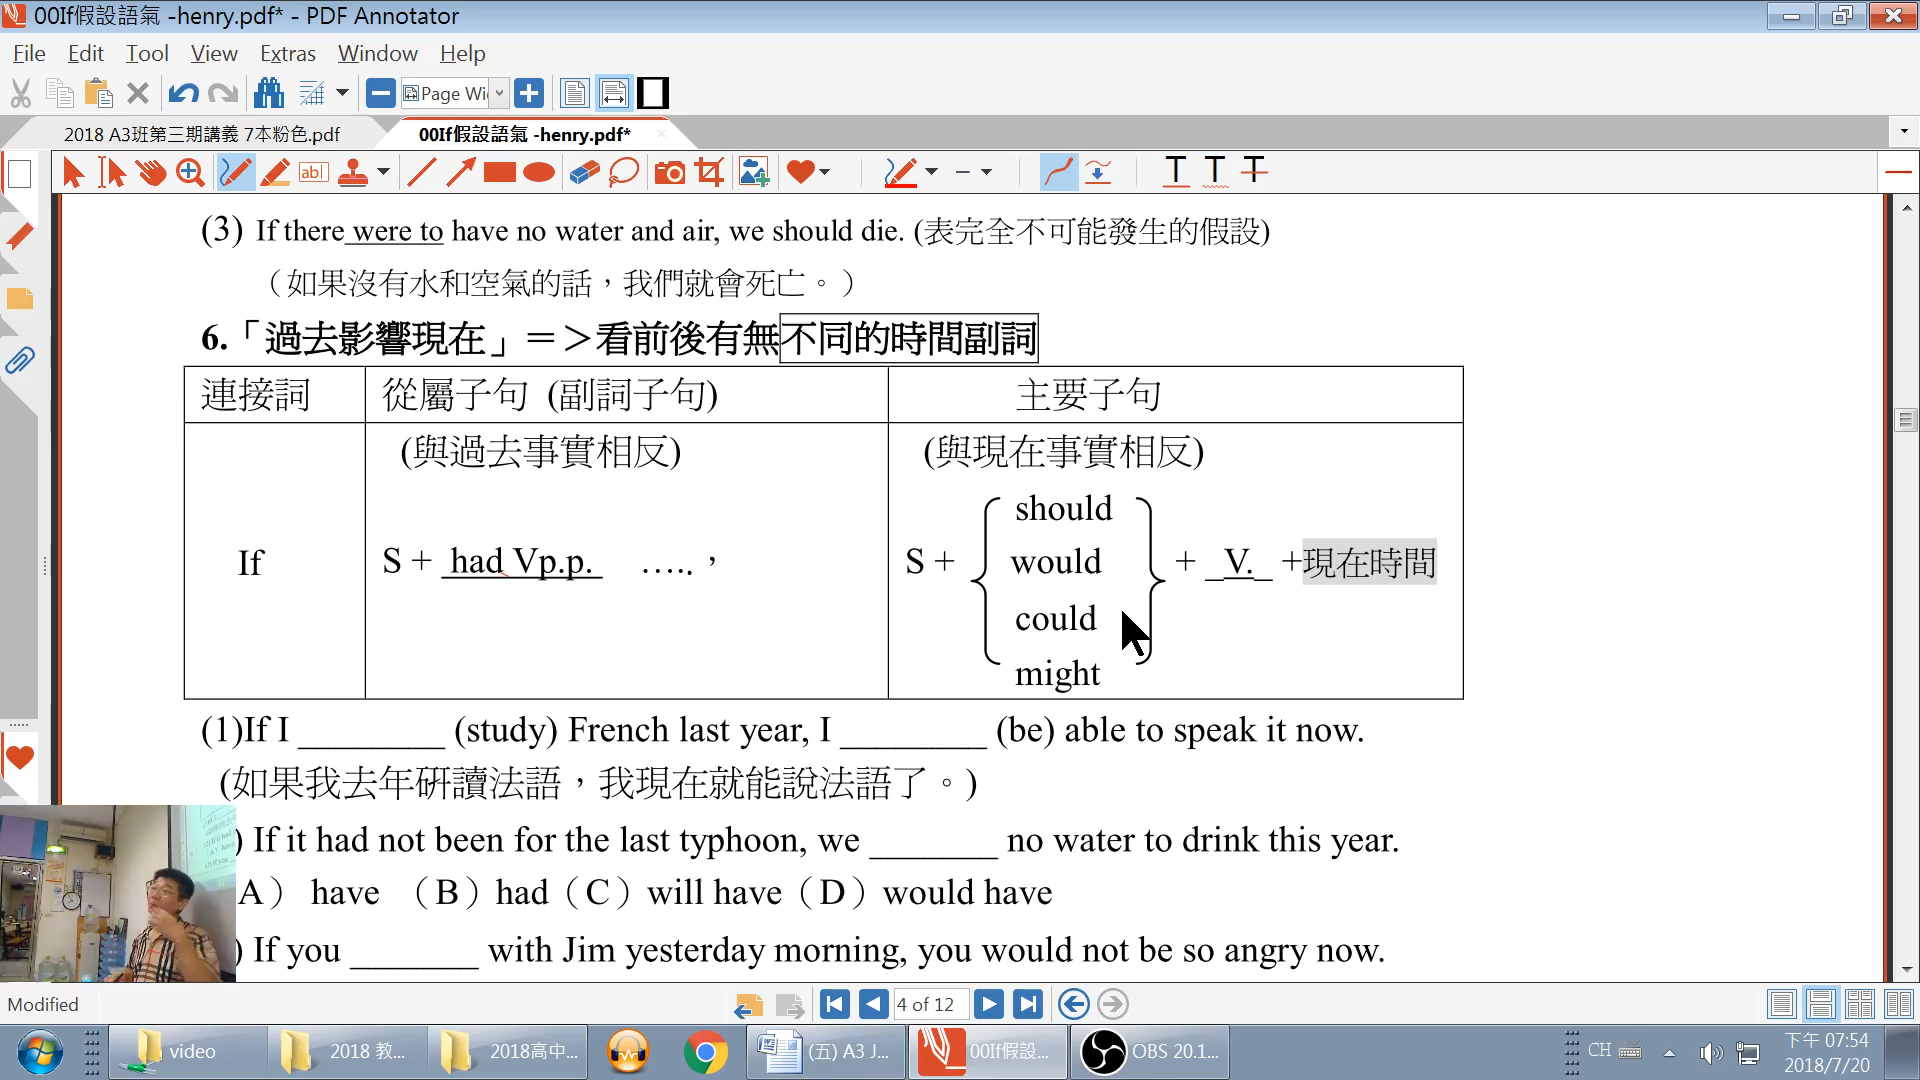 00If假設語氣 -henry.pdf* - PDF Annotator
File Edit Tool View Extras Window Help
Page Wi
2018 A3班第三期講義 7本粉色.pdf
00If假設語氣 -henry.pdf*
(3) If there were to have no water and air, we should die. (表完全不可能發生的假設)
（如果沒有水和空氣的話，我們就會死亡。）
6.「過去影響現在」＝＞看前後有無不同的時間副詞
連接詞 從屬子句 (副詞子句) 主要子句
(與過去事實相反) (與現在事實相反)
should
If S + had Vp.p. …..， S + would + _V._ +現在時間
could
might
(1)If I ________ (study) French last year, I ________ (be) able to speak it now.
(如果我去年研讀法語，我現在就能說法語了。)
) If it had not been for the last typhoon, we _______ no water to drink this year.
A） have （B）had（C）will have（D）would have
) If you _______ with Jim yesterday morning, you would not be so angry now.
Modified
4 of 12
video
2018 教...
2018高中...
(五) A3 J...
00If假設...
OBS 20.1...
CH
下午 07:54
2018/7/20